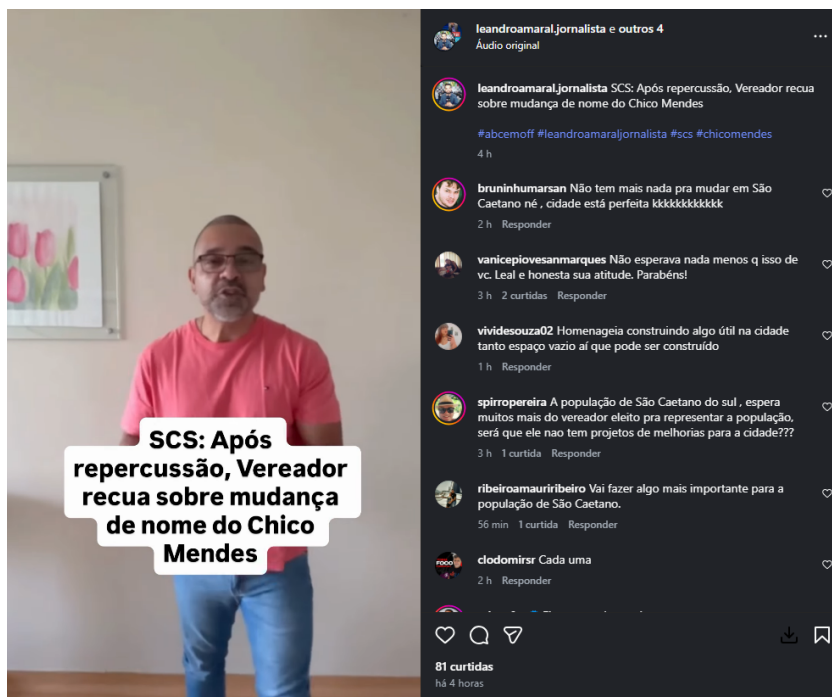 leandroamaral.jornalista e outros 4
Áudio original
leandroamaral.jornalista SCS: Após repercussão, Vereador recua
sobre mudança de nome do Chico Mendes
#abcemoff #leandroamaraljornalista #scs #chicomendes
4 h
bruninhumarsan Não tem mais nada pra mudar em São
Caetano né , cidade está perfeita kkkkkkkkkkkk
2 h Responder
vanicepiovesanmarques Não esperava nada menos q isso de
vc. Leal e honesta sua atitude. Parabéns!
3 h 2 curtidas Responder
vividesouza02 Homenageia construindo algo útil na cidade
tanto espaço vazio aí que pode ser construído
1 h Responder
spirropereira A população de São Caetano do sul , espera
muitos mais do vereador eleito pra representar a população,
será que ele nao tem projetos de melhorias para a cidade???
3 h 1 curtida Responder
ribeiroamauriribeiro Vai fazer algo mais importante para a
população de São Caetano.
56 min 1 curtida Responder
clodomirsr Cada uma
2 h Responder
81 curtidas
há 4 horas
SCS: Após
repercussão, Vereador
recua sobre mudança
de nome do Chico
Mendes